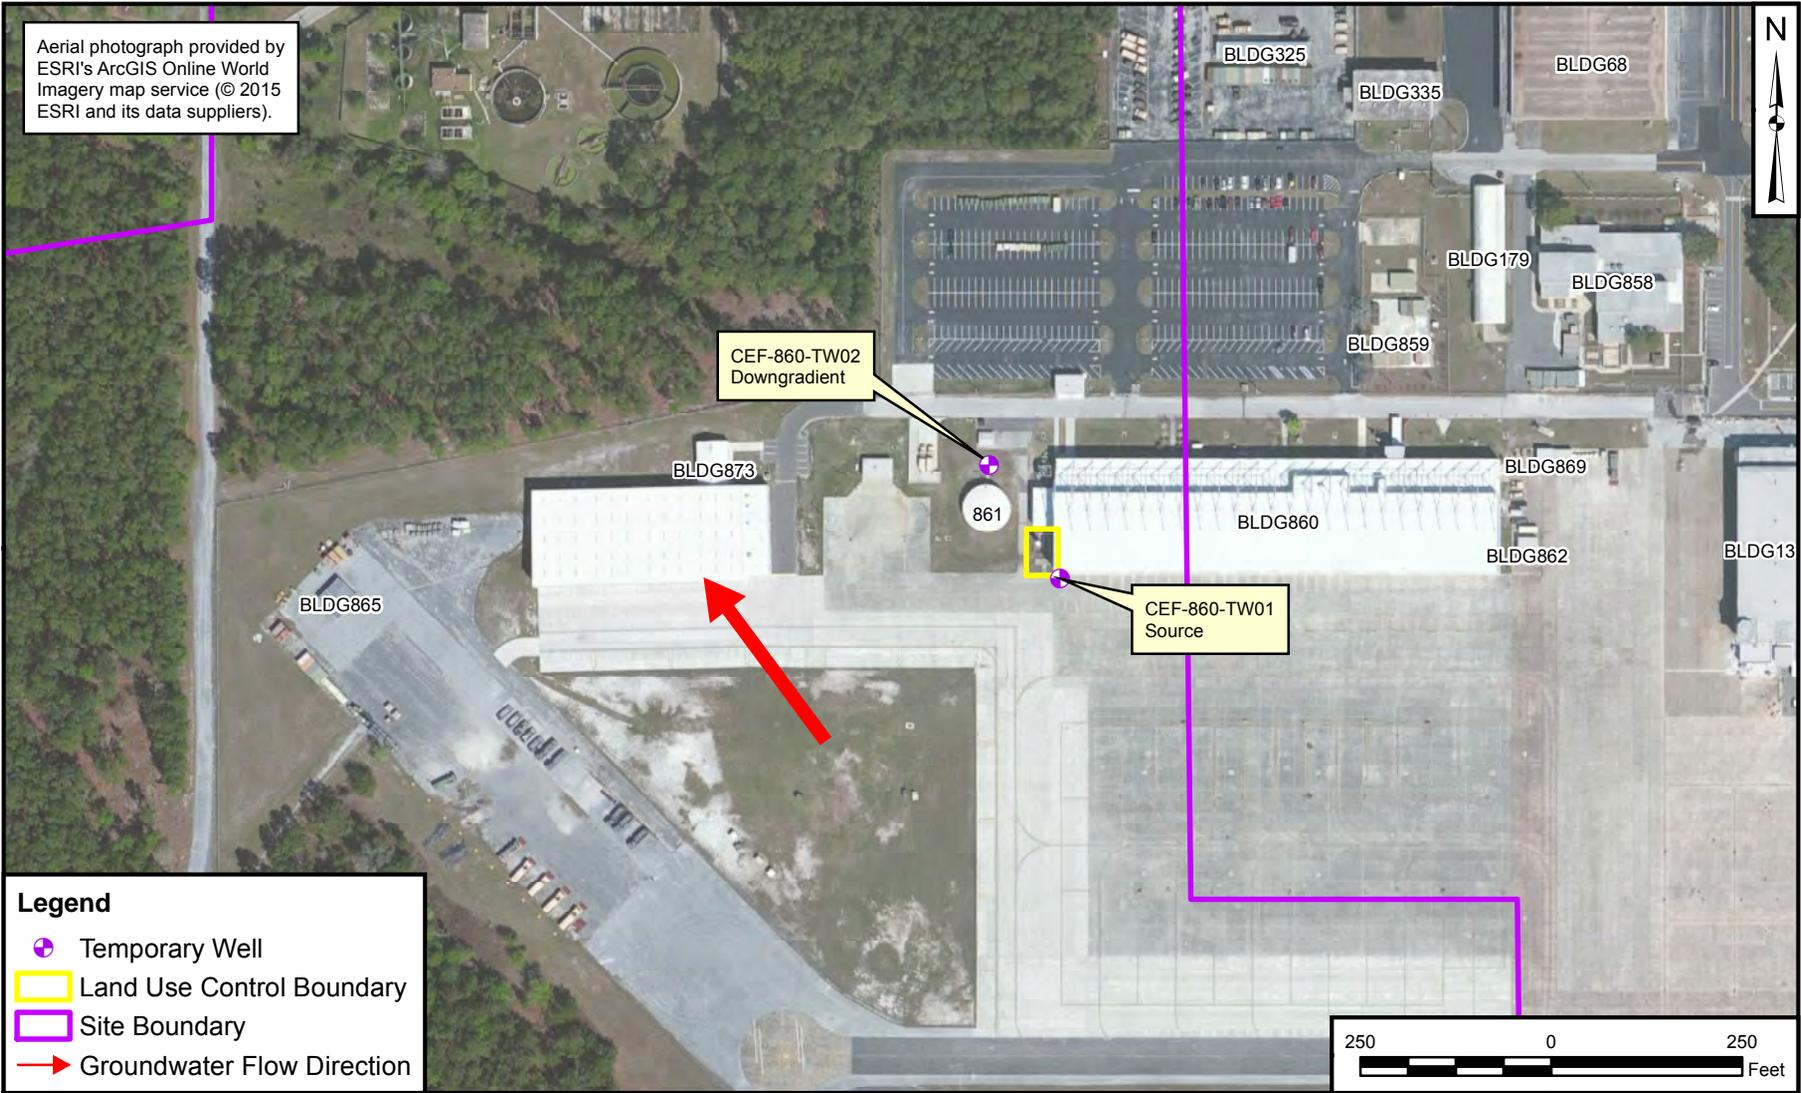 Aerial photograph provided by
ESRI's ArcGIS Online World
Imagery map service (© 2015
ESRI and its data suppliers).
N
BLDG325
BLDG68
BLDG335
BLDG179
BLDG858
BLDG859
CEF-860-TW02
Downgradient
BLDG873
BLDG869
861
BLDG860
BLDG862
BLDG13
BLDG865
CEF-860-TW01
Source
Legend
Temporary Well
Land Use Control Boundary
Site Boundary
Groundwater Flow Direction
250 0 250
Feet